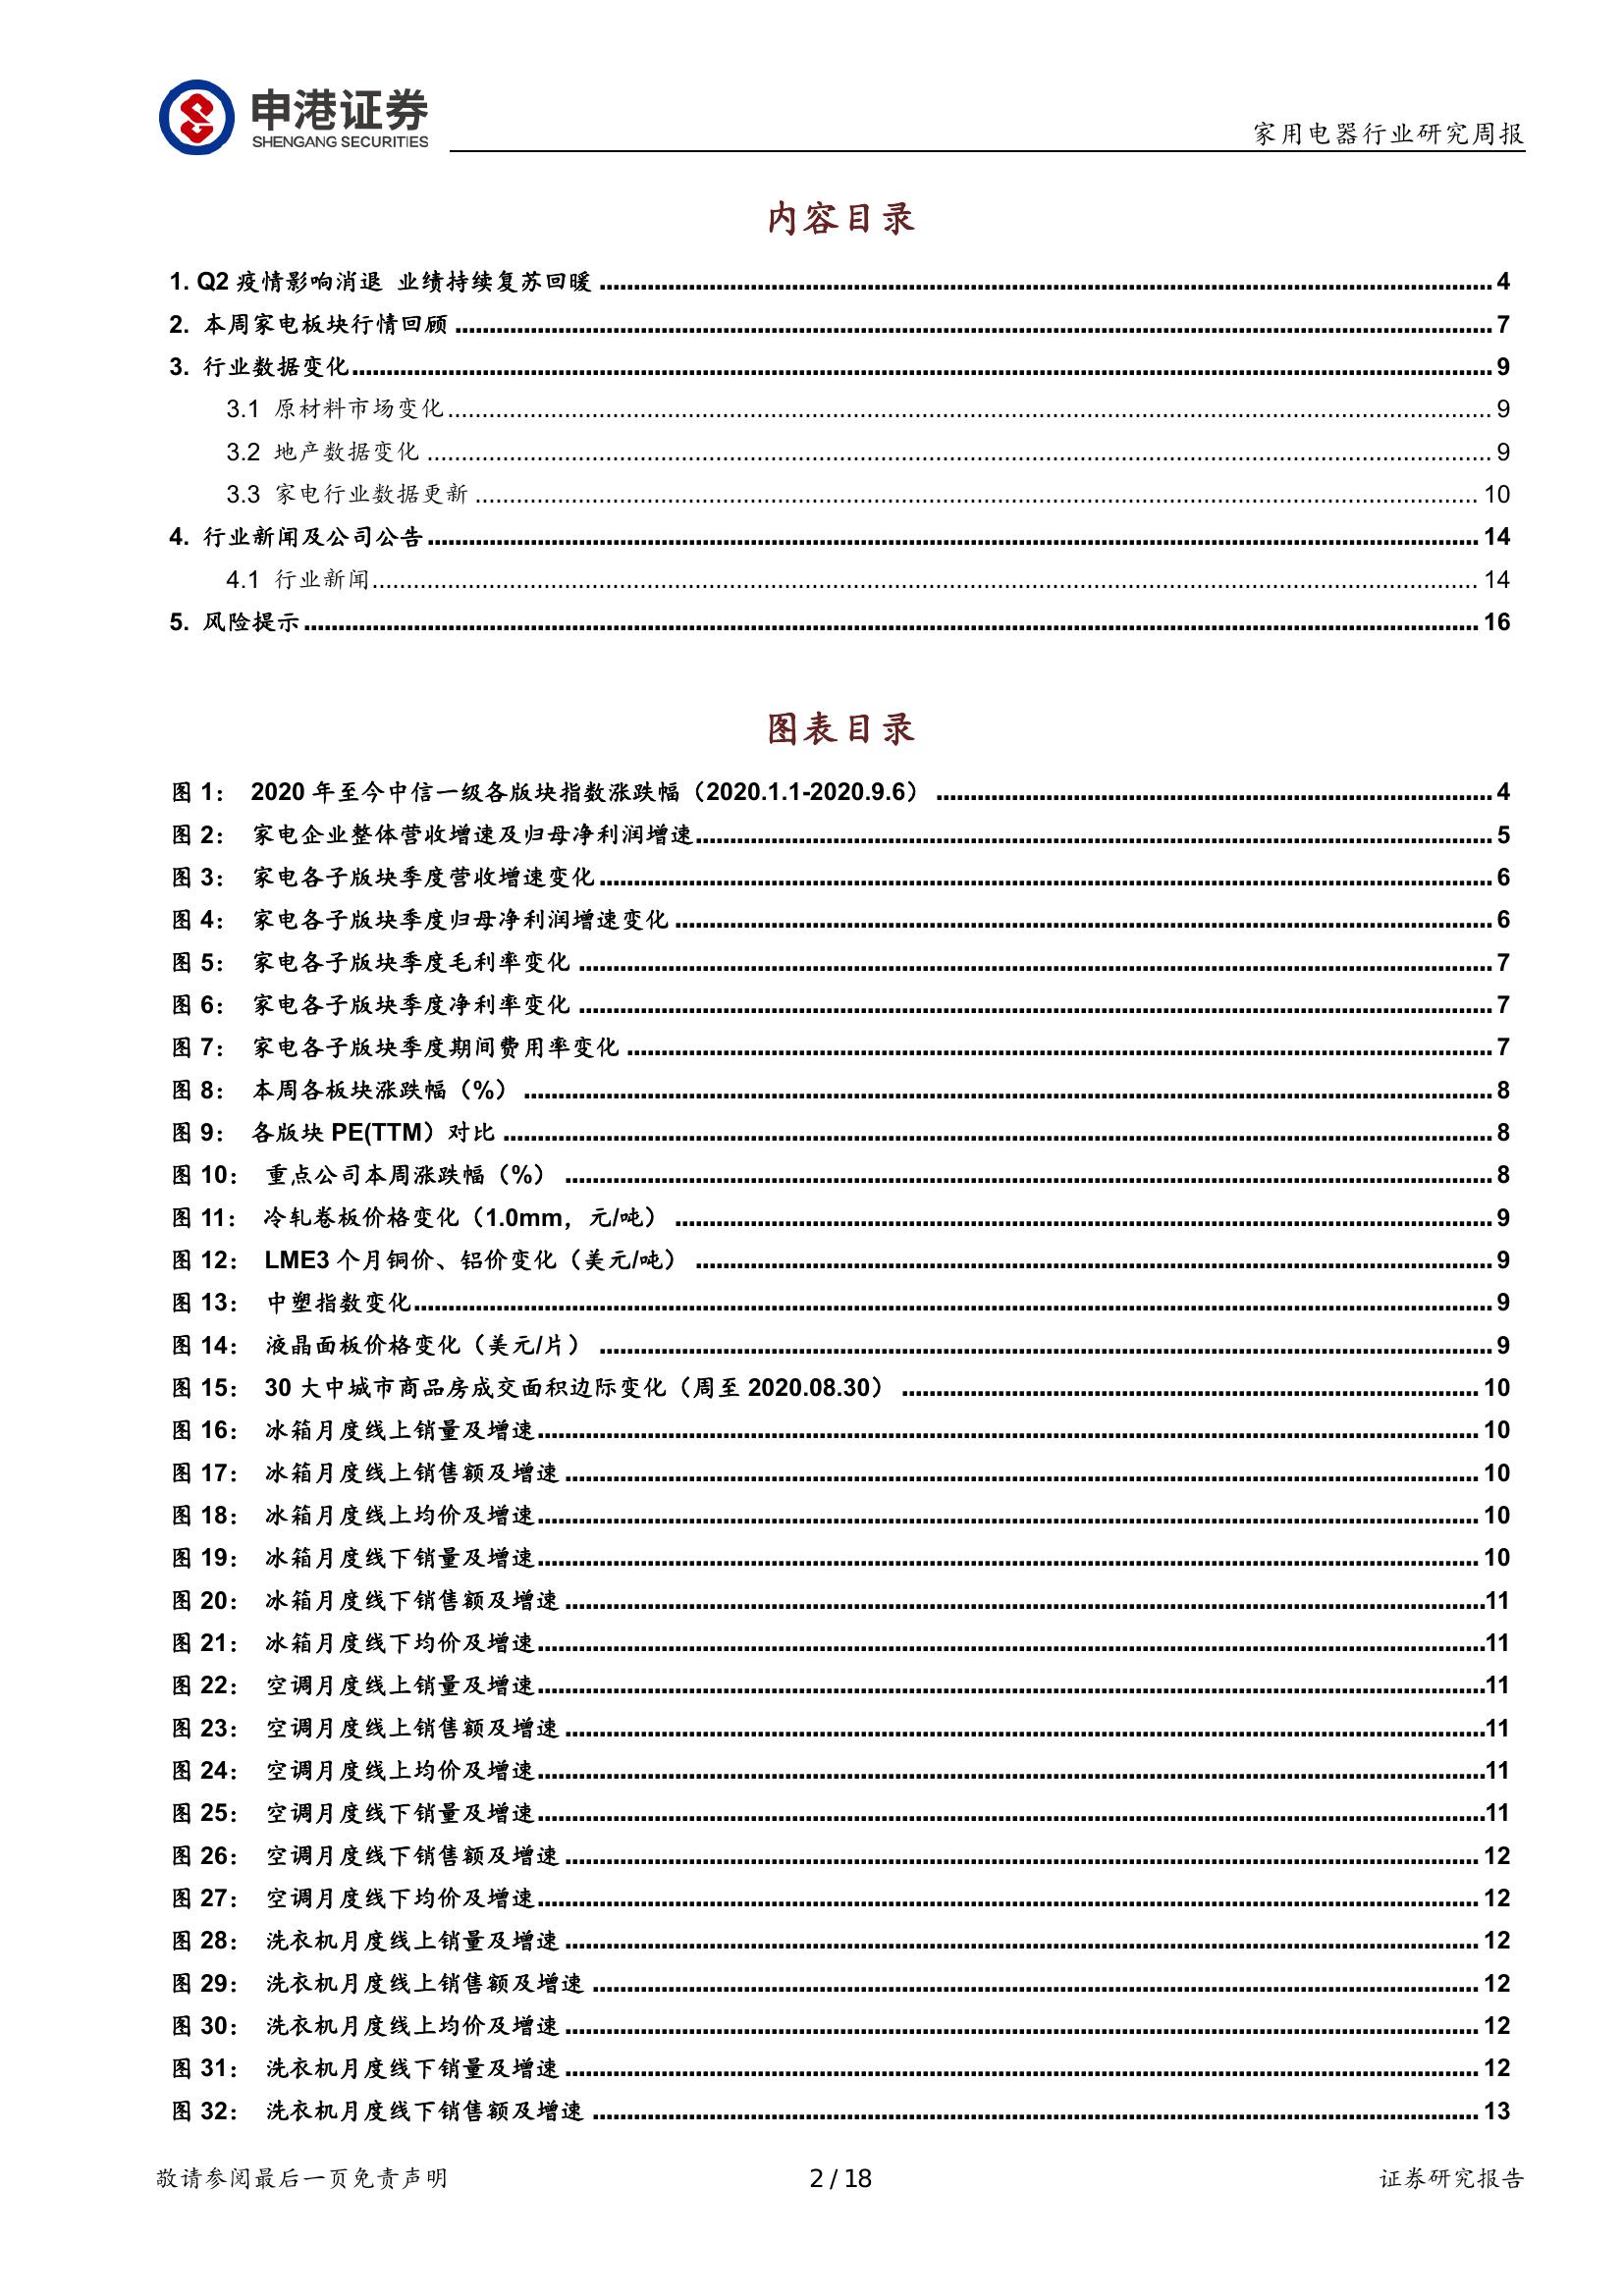 申港证券
SHENGANG SECURITIES
家用电器行业研究周报
内容目录
1. Q2 疫情影响消退 业绩持续复苏回暖 4
2. 本周家电板块行情回顾 7
3. 行业数据变化 9
3.1 原材料市场变化 9
3.2 地产数据变化 9
3.3 家电行业数据更新 10
4. 行业新闻及公司公告 14
4.1 行业新闻 14
5. 风险提示 16
图表目录
图 1： 2020 年至今中信一级各版块指数涨跌幅（2020.1.1-2020.9.6） 4
图 2： 家电企业整体营收增速及归母净利润增速 5
图 3： 家电各子版块季度营收增速变化 6
图 4： 家电各子版块季度归母净利润增速变化 6
图 5： 家电各子版块季度毛利率变化 7
图 6： 家电各子版块季度净利率变化 7
图 7： 家电各子版块季度期间费用率变化 7
图 8： 本周各板块涨跌幅（%） 8
图 9： 各版块 PE(TTM）对比 8
图 10： 重点公司本周涨跌幅（%） 8
图 11： 冷轧卷板价格变化（1.0mm，元/吨） 9
图 12： LME3 个月铜价、铝价变化（美元/吨） 9
图 13： 中塑指数变化 9
图 14： 液晶面板价格变化（美元/片） 9
图 15： 30 大中城市商品房成交面积边际变化（周至 2020.08.30） 10
图 16： 冰箱月度线上销量及增速 10
图 17： 冰箱月度线上销售额及增速 10
图 18： 冰箱月度线上均价及增速 10
图 19： 冰箱月度线下销量及增速 10
图 20： 冰箱月度线下销售额及增速 11
图 21： 冰箱月度线下均价及增速 11
图 22： 空调月度线上销量及增速 11
图 23： 空调月度线上销售额及增速 11
图 24： 空调月度线上均价及增速 11
图 25： 空调月度线下销量及增速 11
图 26： 空调月度线下销售额及增速 12
图 27： 空调月度线下均价及增速 12
图 28： 洗衣机月度线上销量及增速 12
图 29： 洗衣机月度线上销售额及增速 12
图 30： 洗衣机月度线上均价及增速 12
图 31： 洗衣机月度线下销量及增速 12
图 32： 洗衣机月度线下销售额及增速 13
敬请参阅最后一页免责声明
2 / 18
证券研究报告